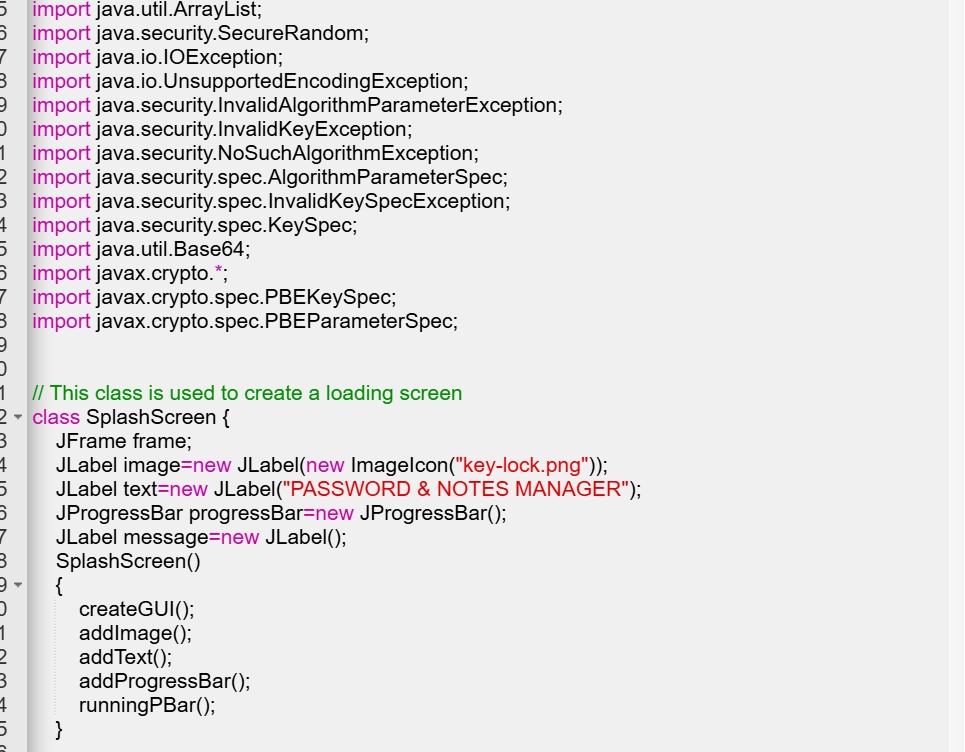 5 import java.util.ArrayList;
6 import java.security.SecureRandom;
7 import java.io.IOException;
8 import java.io.UnsupportedEncodingException;
9 import java.security.InvalidAlgorithmParameterException;
0 import java.security.InvalidKeyException;
1 import java.security.NoSuchAlgorithmException;
2 import java.security.spec.AlgorithmParameterSpec;
3 import java.security.spec.InvalidKeySpecException;
4 import java.security.spec.KeySpec;
5 import java.util.Base64;
6 import javax.crypto.*;
7 import javax.crypto.spec.PBEKeySpec;
8 import javax.crypto.spec.PBEParameterSpec;
9
0
1 // This class is used to create a loading screen
2 class SplashScreen {
3 JFrame frame;
4 JLabel image=new JLabel(new ImageIcon("key-lock.png"));
5 JLabel text=new JLabel("PASSWORD & NOTES MANAGER");
6 JProgressBar progressBar=new JProgressBar();
7 JLabel message=new JLabel();
8 SplashScreen()
9 {
0 createGUI();
1 addImage();
2 addText();
3 addProgressBar();
4 runningPBar();
5 }